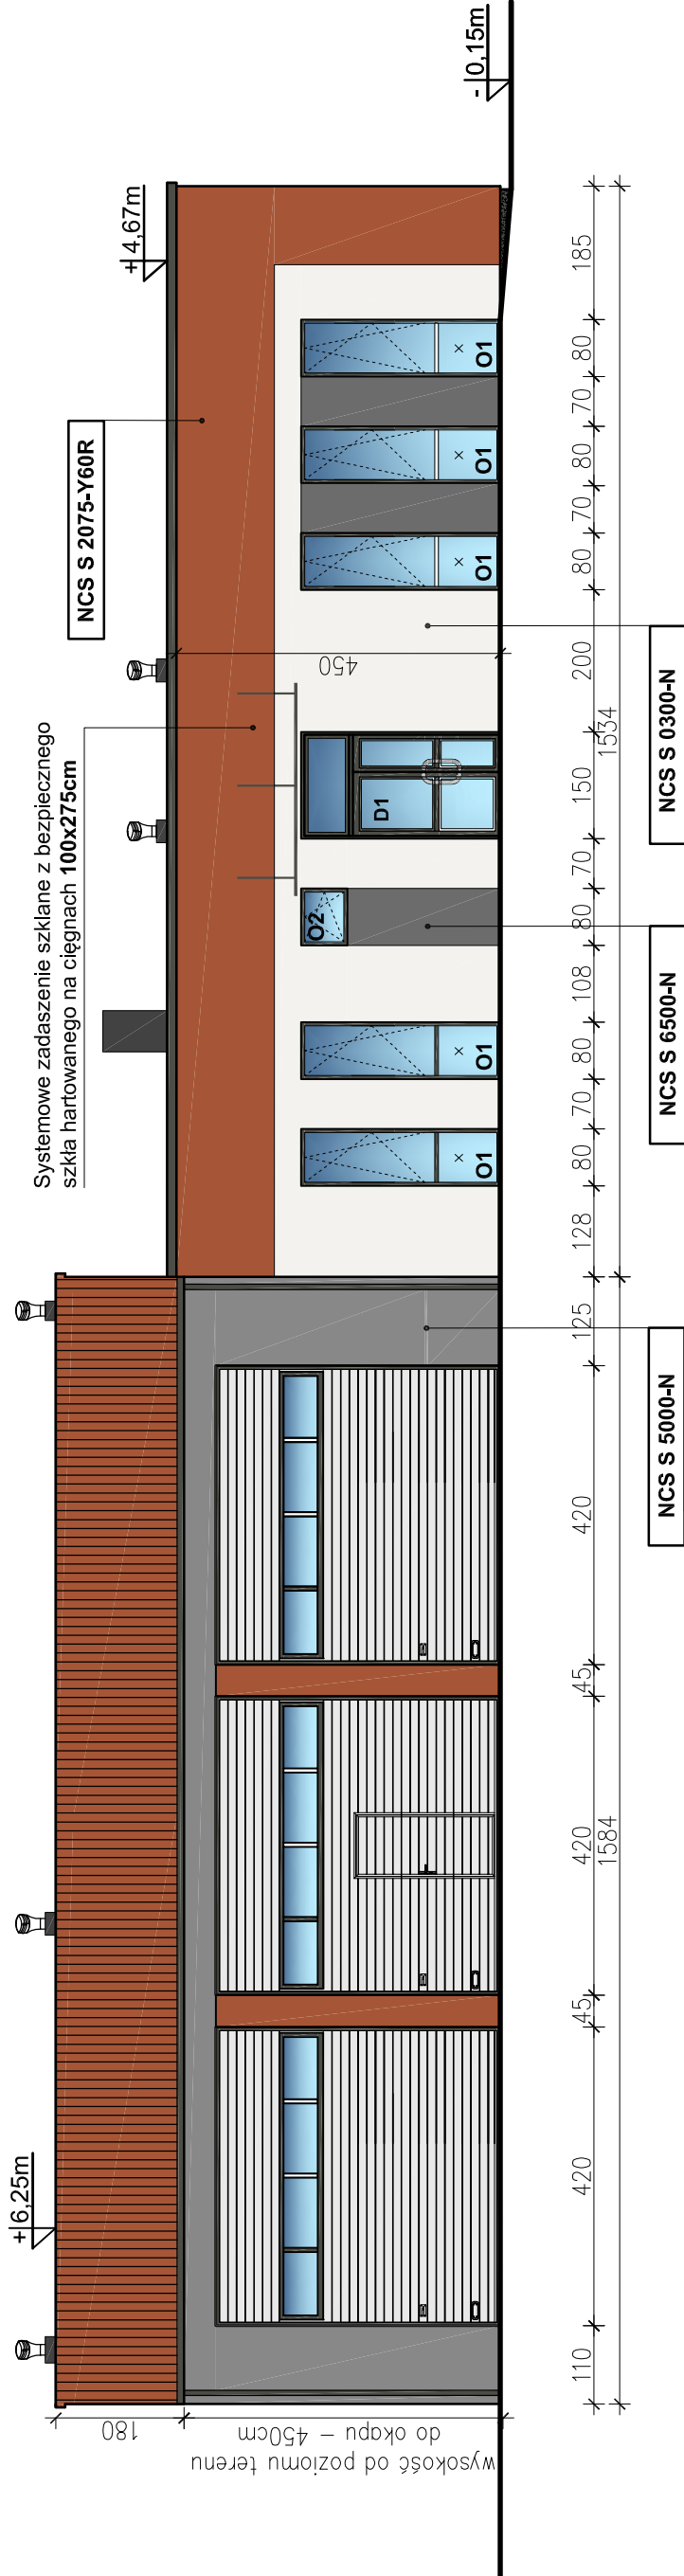 +6,25m
Systemowe zadaszenie szklane z bezpiecznego
szkła hartowanego na cięgnach 100x275cm
NCS S 2075-Y60R
+4,67m
- 0,15m
180
wysokość od poziomu terenu
do okapu – 450cm
450
O1
O1
O2
D1
O1
O1
O1
110
420
45
420
45
420
125
128
80
70
80
108
80
70
150
200
80
70
80
70
80
185
1584
1534
NCS S 5000-N
NCS S 6500-N
NCS S 0300-N